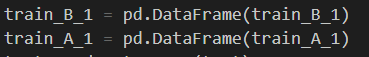 train_B_1 = pd.DataFrame(train_B_1)
train_A_1 = pd.DataFrame(train_A_1)